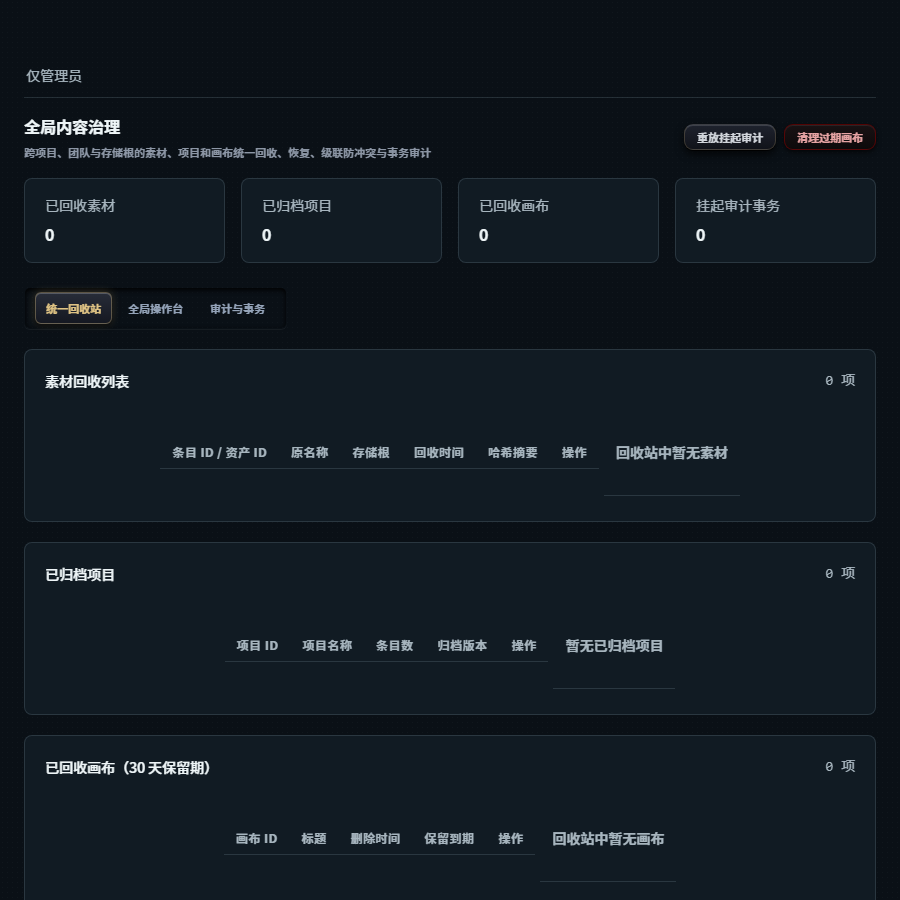 仅管理员
全局内容治理
跨项目、团队与存储根的素材、项目和画布统一回收、恢复、级联防冲突与事务审计
重放挂起审计
清理过期画布
已回收素材
已归档项目
已回收画布
挂起审计事务
0
0
0
0
统一回收站
全局操作台
审计与事务
素材回收列表
0 项
条目 ID / 资产 ID 原名称 存储根 回收时间 哈希摘要 操作 回收站中暂无素材
已归档项目
0 项
项目 ID 项目名称 条目数 归档版本 操作 暂无已归档项目
已回收画布（30 天保留期）
0 项
画布 ID 标题 删除时间 保留到期 操作 回收站中暂无画布